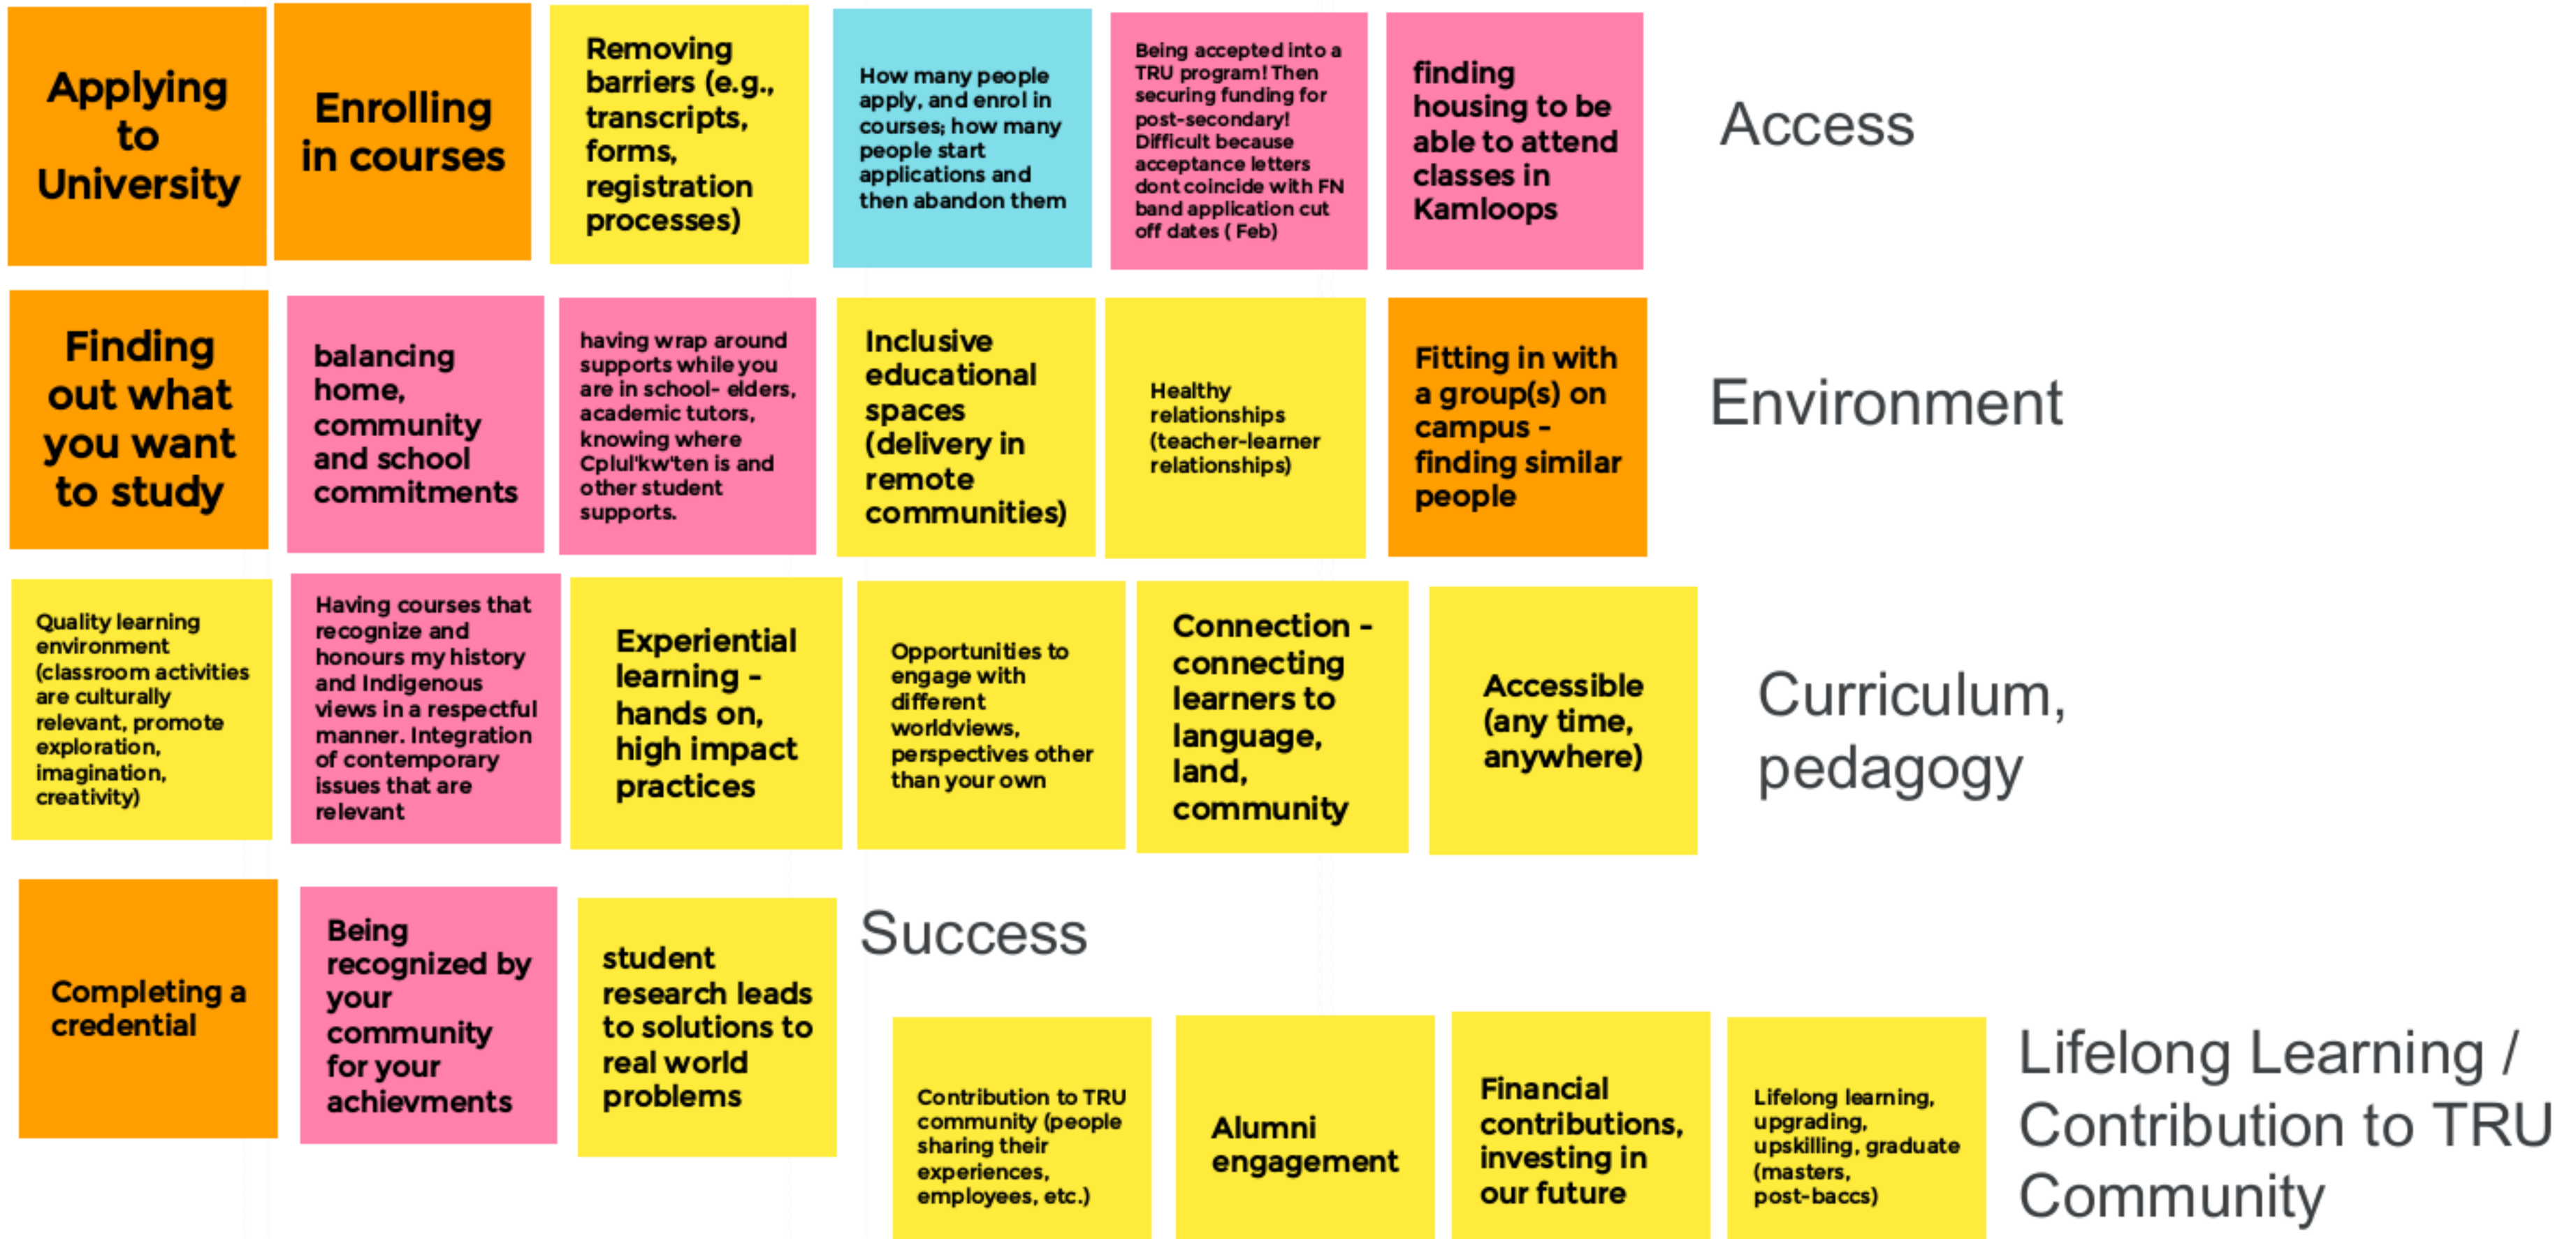 Applying
to
University
Enrolling
in courses
Removing
barriers (e.g.,
transcripts,
forms,
registration
processes)
How many people
apply, and enrol in
courses; how many
people start
applications and
then abandon them
Being accepted into a
TRU program! Then
securing funding for
post-secondary!
Difficult because
acceptance letters
dont coincide with FN
band application cut
off dates ( Feb)
finding
housing to be
able to attend
classes in
Kamloops
Access
Finding
out what
you want
to study
balancing
home,
community
and school
commitments
having wrap around
supports while you
are in school- elders,
academic tutors,
knowing where
Cplul'kw'ten is and
other student
supports.
Inclusive
educational
spaces
(delivery in
remote
communities)
Healthy
relationships
(teacher-learner
relationships)
Fitting in with
a group(s) on
campus -
finding similar
people
Environment
Quality learning
environment
(classroom activities
are culturally
relevant, promote
exploration,
imagination,
creativity)
Having courses that
recognize and
honours my history
and Indigenous
views in a respectful
manner. Integration
of contemporary
issues that are
relevant
Experiential
learning -
hands on,
high impact
practices
Opportunities to
engage with
different
worldviews,
perspectives other
than your own
Connection -
connecting
learners to
language,
land,
community
Accessible
(any time,
anywhere)
Curriculum,
pedagogy
Completing a
credential
Being
recognized by
your
community
for your
achievments
student
research leads
to solutions to
real world
problems
Success
Contribution to TRU
community (people
sharing their
experiences,
employees, etc.)
Alumni
engagement
Financial
contributions,
investing in
our future
Lifelong learning,
upgrading,
upskilling, graduate
(masters,
post-baccs)
Lifelong Learning /
Contribution to TRU
Community